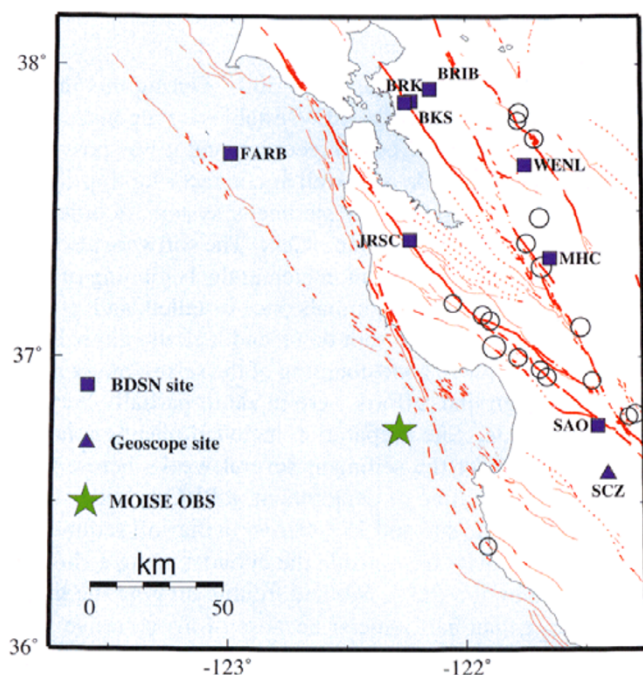 38°
BRK
BRIB
BKS
FARB
WENL
JRSC
MHC
37°
BDSN site
SAO
Geoscope site
SCZ
MOISE OBS
km
0 50
36°
-123° -122°